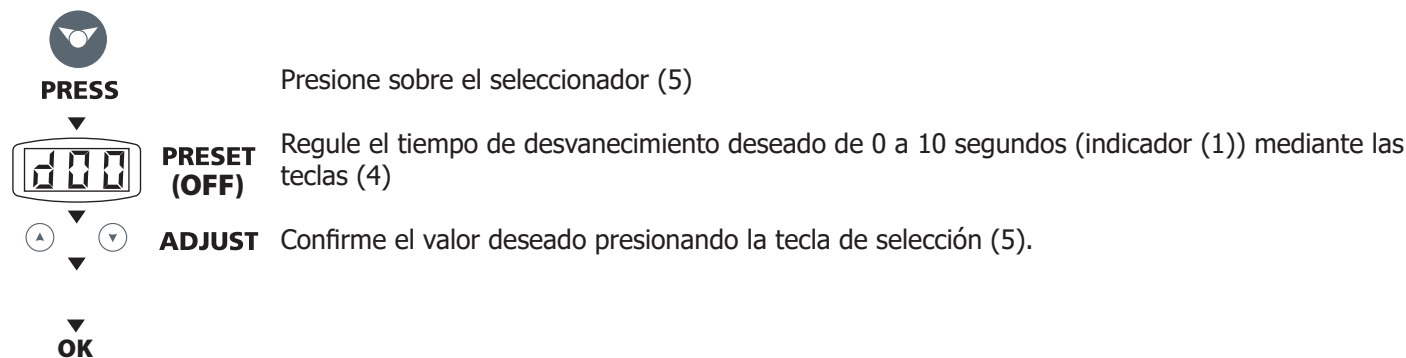 PRESS
Presione sobre el seleccionador (5)
d00
PRESET
(OFF)
Regule el tiempo de desvanecimiento deseado de 0 a 10 segundos (indicador (1)) mediante las
teclas (4)
ADJUST
Confirme el valor deseado presionando la tecla de selección (5).
OK